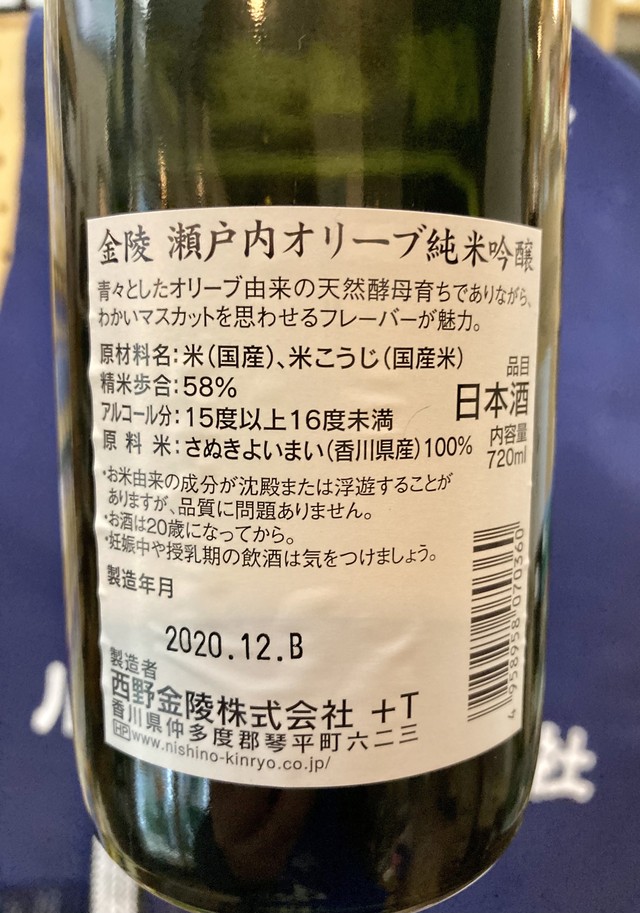 金陵 瀬戸内オリーブ純米吟醸
青々としたオリーブ由来の天然酵母育ちでありながら、
わかいマスカットを思わせるフレーバーが魅力。
原材料名:米(国産)、米こうじ(国産米)
精米歩合:58%
アルコール分:15度以上16度未満
原料米:さぬきよいまい(香川県産)100%
品目
日本酒
内容量
720ml
・お米由来の成分が沈殿または浮遊することが
ありますが、品質に問題ありません。
・お酒は20歳になってから。
・妊娠中や授乳期の飲酒は気をつけましょう。
製造年月
2020.12.B
製造者
西野金陵株式会社 +T
香川県仲多度郡琴平町六二三
HP www.nishino-kinryo.co.jp/
4 958958 070360
社